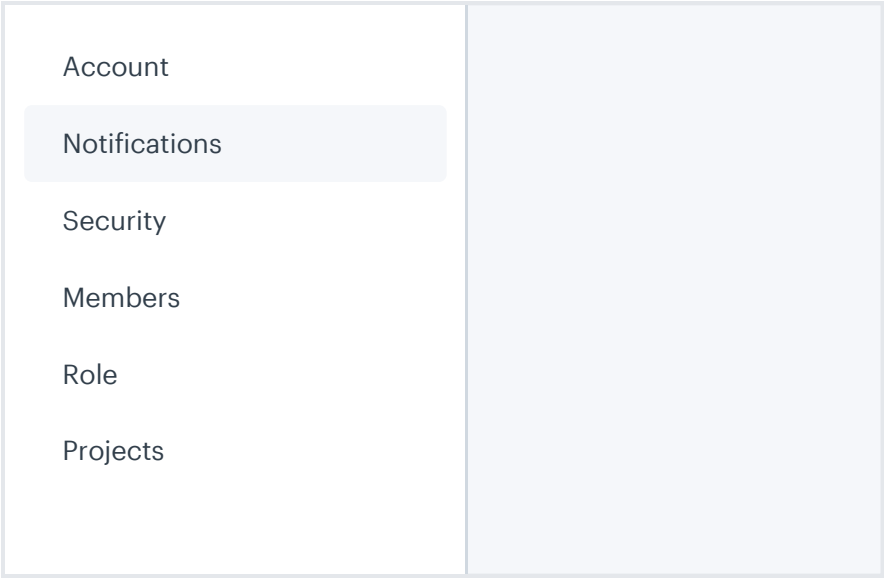 Account
Notifications
Security
Members
Role
Projects